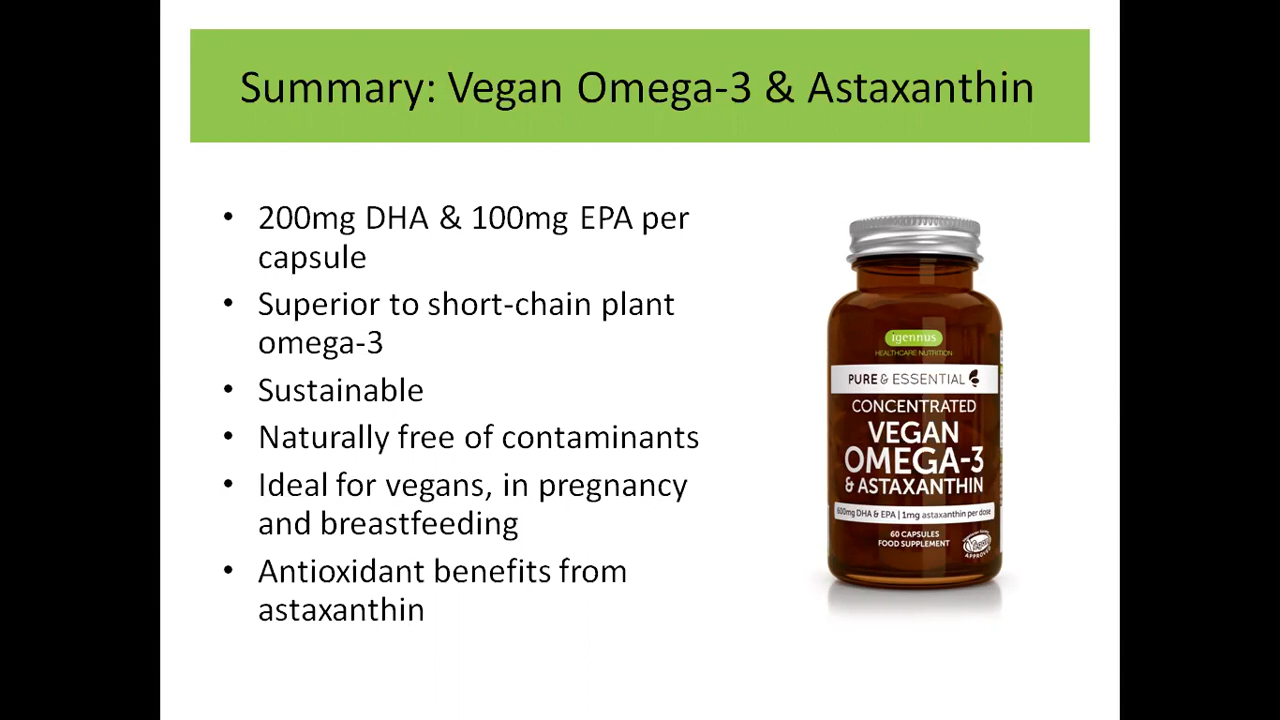 Summary: Vegan Omega-3 & Astaxanthin
• 200mg DHA & 100mg EPA per
capsule
• Superior to short-chain plant
omega-3
• Sustainable
• Naturally free of contaminants
• Ideal for vegans, in pregnancy
and breastfeeding
• Antioxidant benefits from
astaxanthin
igennus
HEALTHCARE NUTRITION
PURE & ESSENTIAL
CONCENTRATED
VEGAN
OMEGA-3
& ASTAXANTHIN
600mg DHA & EPA | 1mg astaxanthin per dose
60 CAPSULES
FOOD SUPPLEMENT
APPROVED